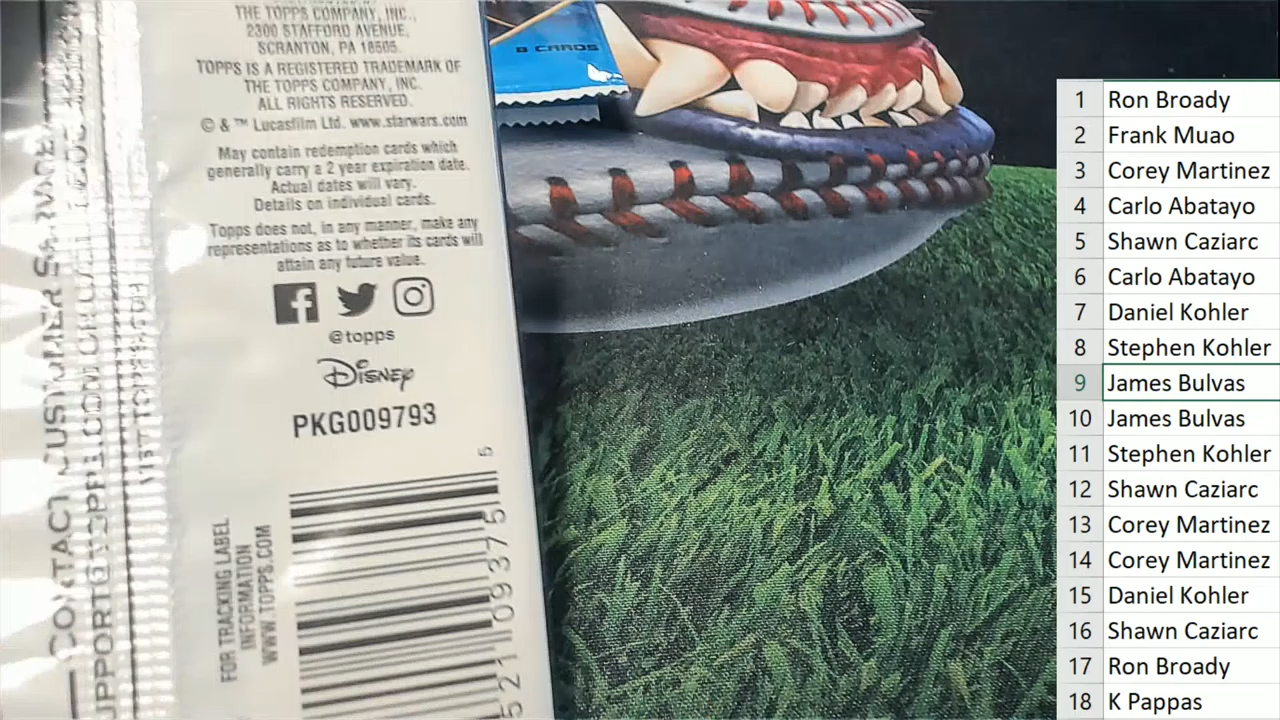 THE TOPPS COMPANY, INC.,
2300 STAFFORD AVENUE,
SCRANTON, PA 18505.
TOPPS IS A REGISTERED TRADEMARK OF
THE TOPPS COMPANY, INC.
ALL RIGHTS RESERVED.
© & ™ Lucasfilm Ltd. www.starwars.com
May contain redemption cards which
generally carry a 2 year expiration date.
Actual dates will vary.
Details on individual cards.
Topps does not, in any manner, make any
representations as to whether its cards will
attain any future value.
@topps
Disney
PKG009793
5
521 09375
FOR TRACKING LABEL
INFORMATION
WWW.TOPPS.COM
CONTACT CUSTOMER
8 CARDS
1 Ron Broady
2 Frank Muao
3 Corey Martinez
4 Carlo Abatayo
5 Shawn Caziarc
6 Carlo Abatayo
7 Daniel Kohler
8 Stephen Kohler
9 James Bulvas
10 James Bulvas
11 Stephen Kohler
12 Shawn Caziarc
13 Corey Martinez
14 Corey Martinez
15 Daniel Kohler
16 Shawn Caziarc
17 Ron Broady
18 K Pappas